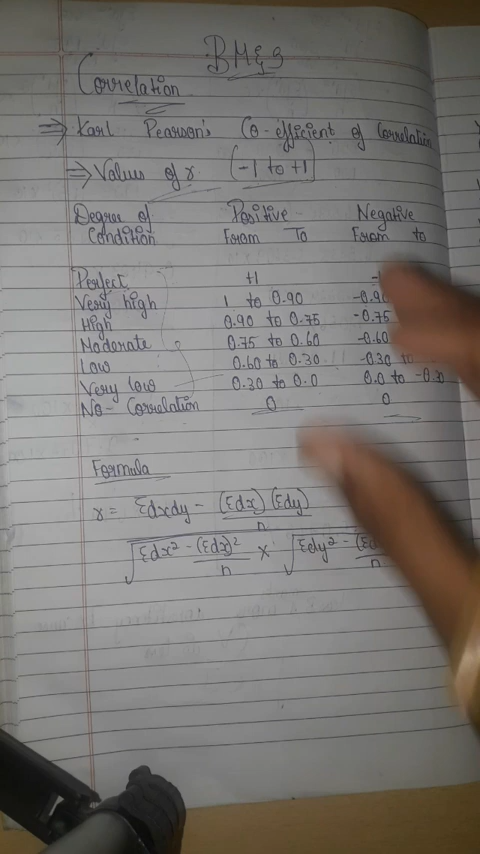 BM&S
Correlation
⇒ Karl Pearson's Co-efficient of Correlation
⇒ Values of r (-1 to +1)
Degree of Positive Negative
Condition From To From to
Perfect +1
Very high 1 to 0.90 -0.90
High 0.90 to 0.75 -0.75
Moderate 0.75 to 0.60 -0.60
Low 0.60 to 0.30 -0.30 to
Very low 0.30 to 0.0 0.0 to -0.30
No-Correlation 0 0
Formula
r = Σdxdy - (Σdx)(Σdy)
n
√Σdx² - (Σdx)² × √Σdy² -
n n